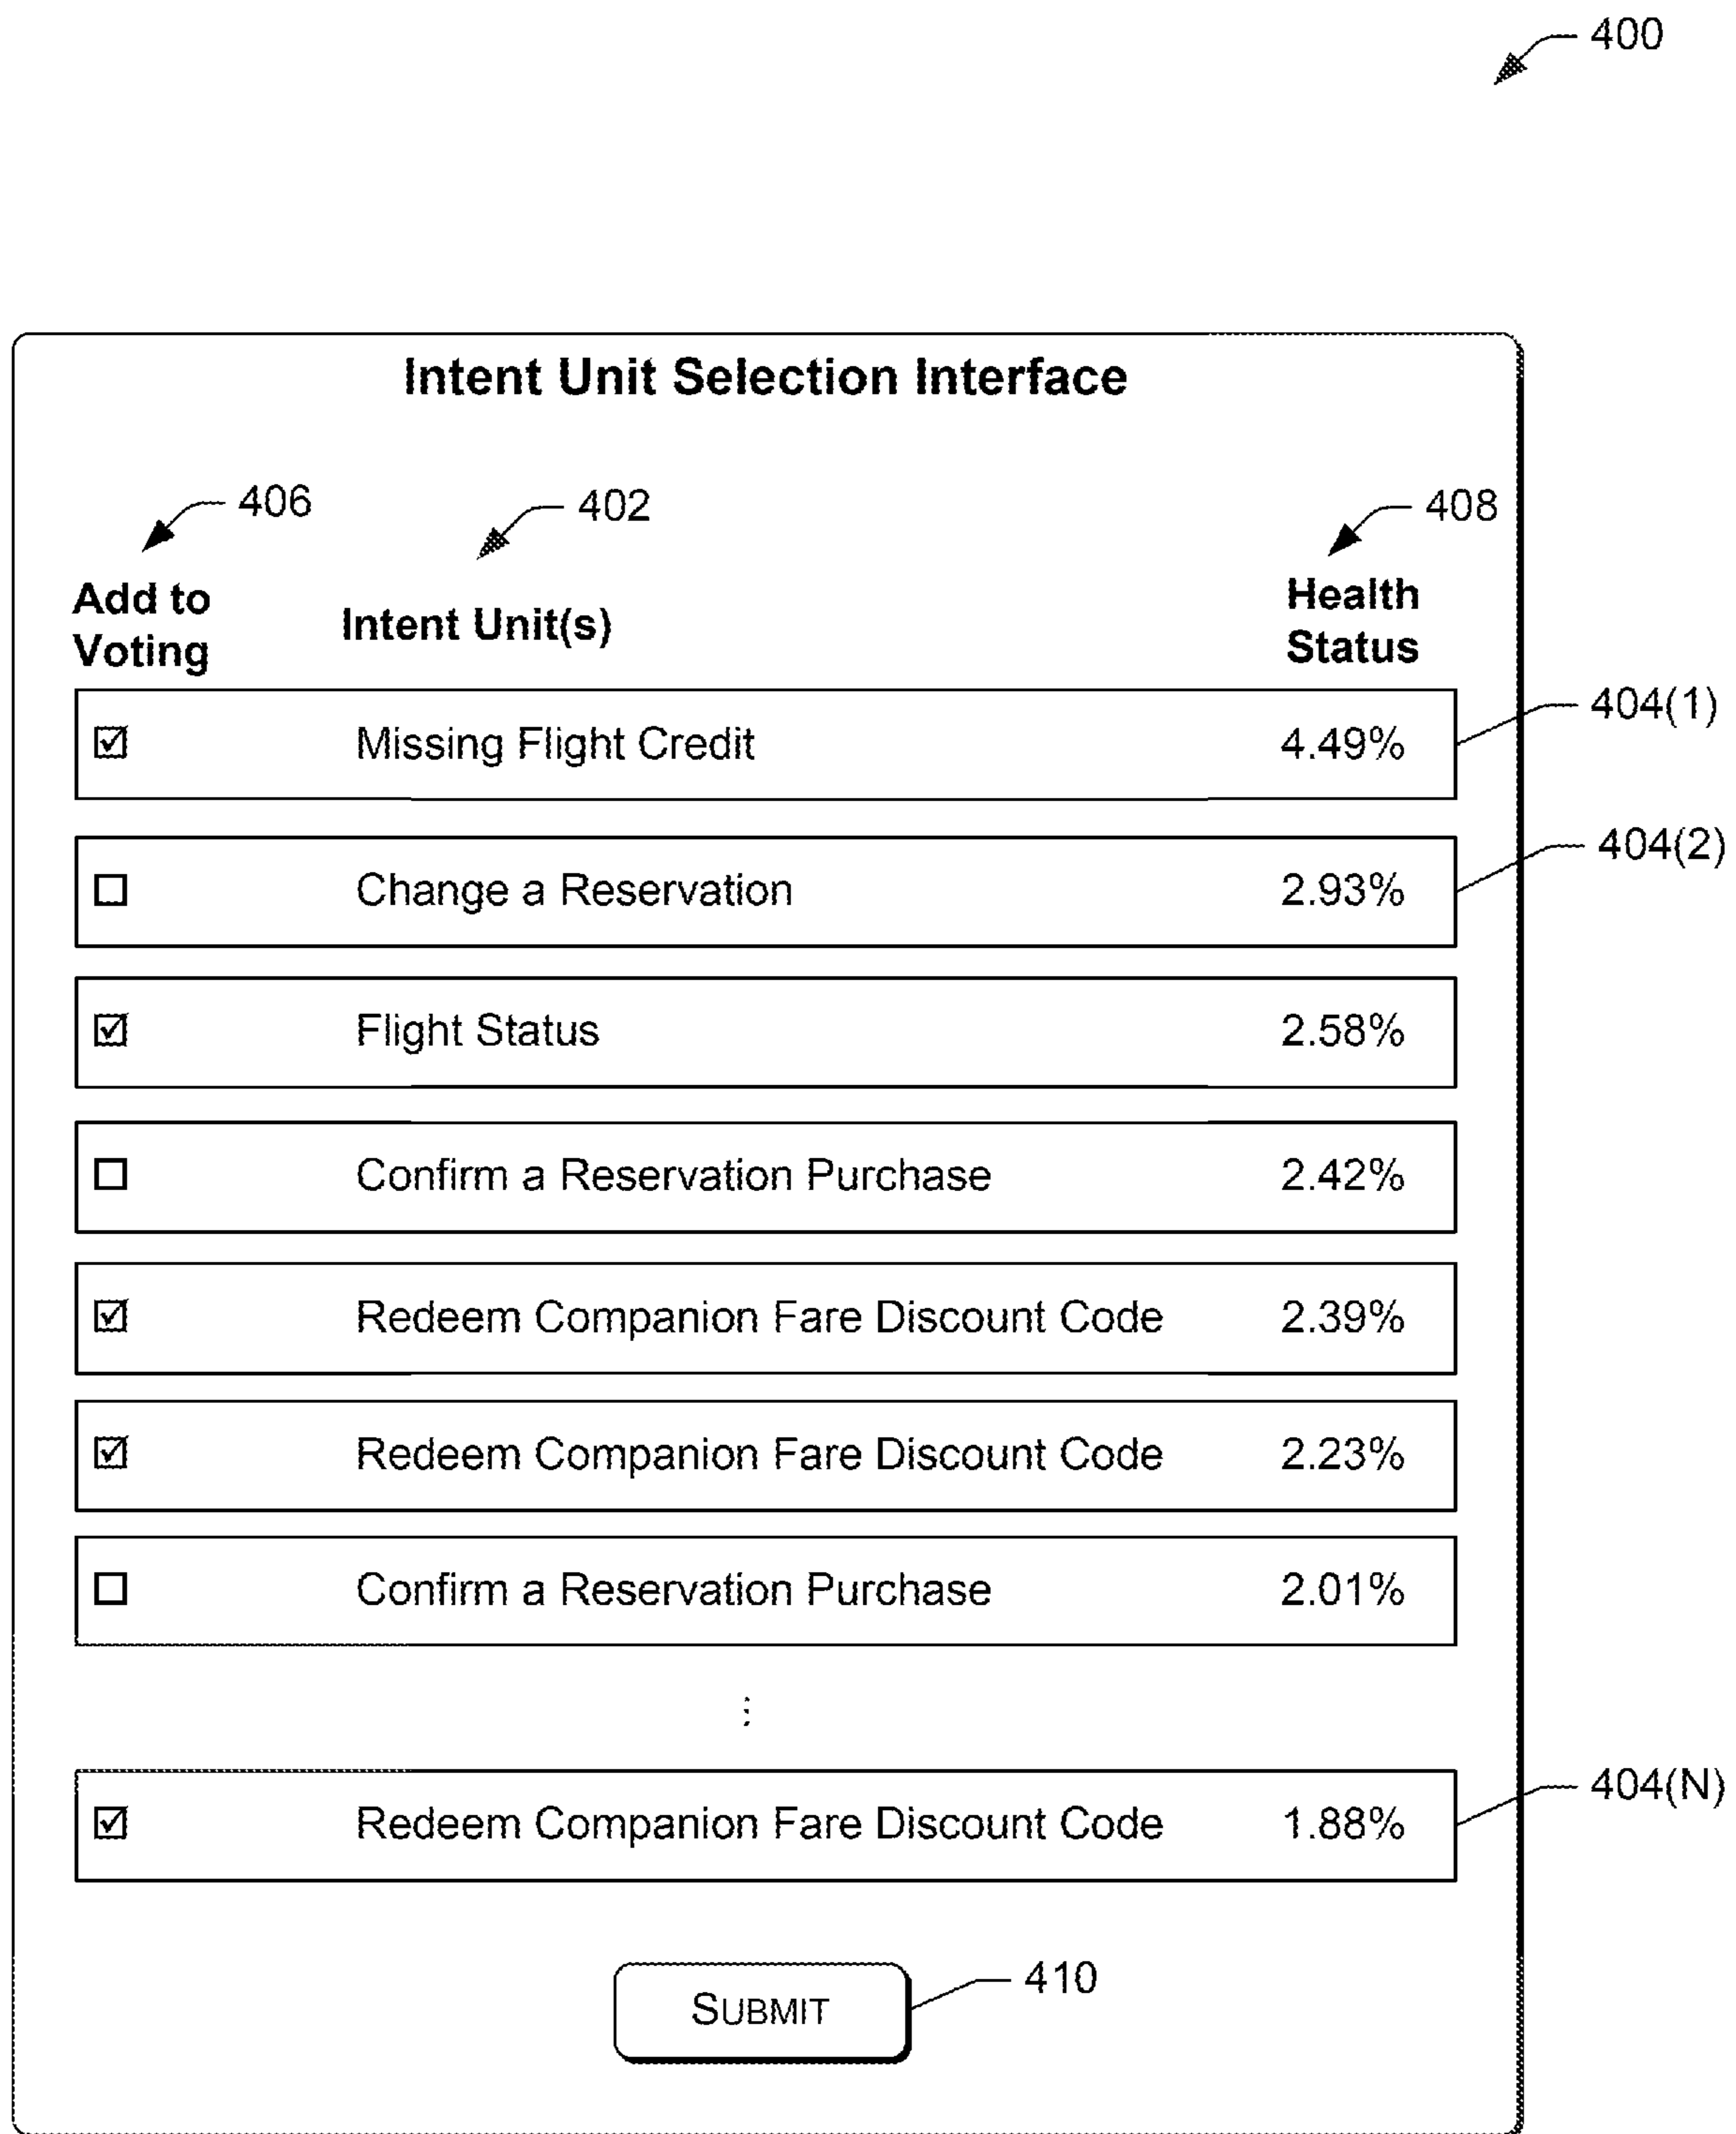 400
Intent Unit Selection Interface
406
402
408
Add to
Voting
Intent Unit(s)
Health
Status
Missing Flight Credit 4.49% 404(1)
Change a Reservation 2.93% 404(2)
Flight Status 2.58%
Confirm a Reservation Purchase 2.42%
Redeem Companion Fare Discount Code 2.39%
Redeem Companion Fare Discount Code 2.23%
Confirm a Reservation Purchase 2.01%
Redeem Companion Fare Discount Code 1.88% 404(N)
SUBMIT 410